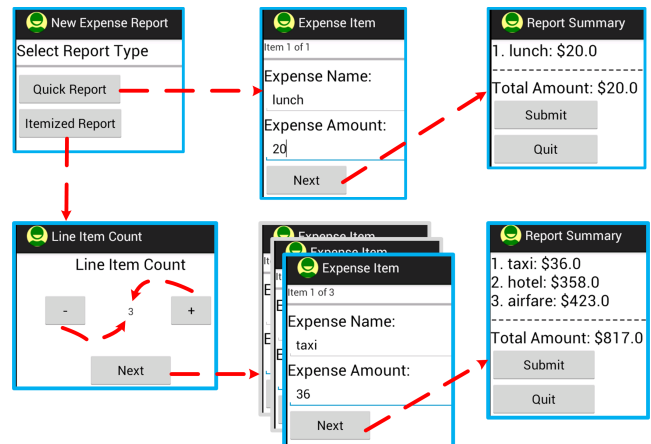 New Expense Report
Select Report Type
Quick Report
Itemized Report
Expense Item
Item 1 of 1
Expense Name:
lunch
Expense Amount:
20
Next
Report Summary
1. lunch: $20.0
Total Amount: $20.0
Submit
Quit
Line Item Count
Line Item Count
-
3
+
Next
Expense Item
Expense Item
Expense Item
Item 1 of 3
Expense Name:
taxi
Expense Amount:
36
Next
Report Summary
1. taxi: $36.0
2. hotel: $358.0
3. airfare: $423.0
Total Amount: $817.0
Submit
Quit